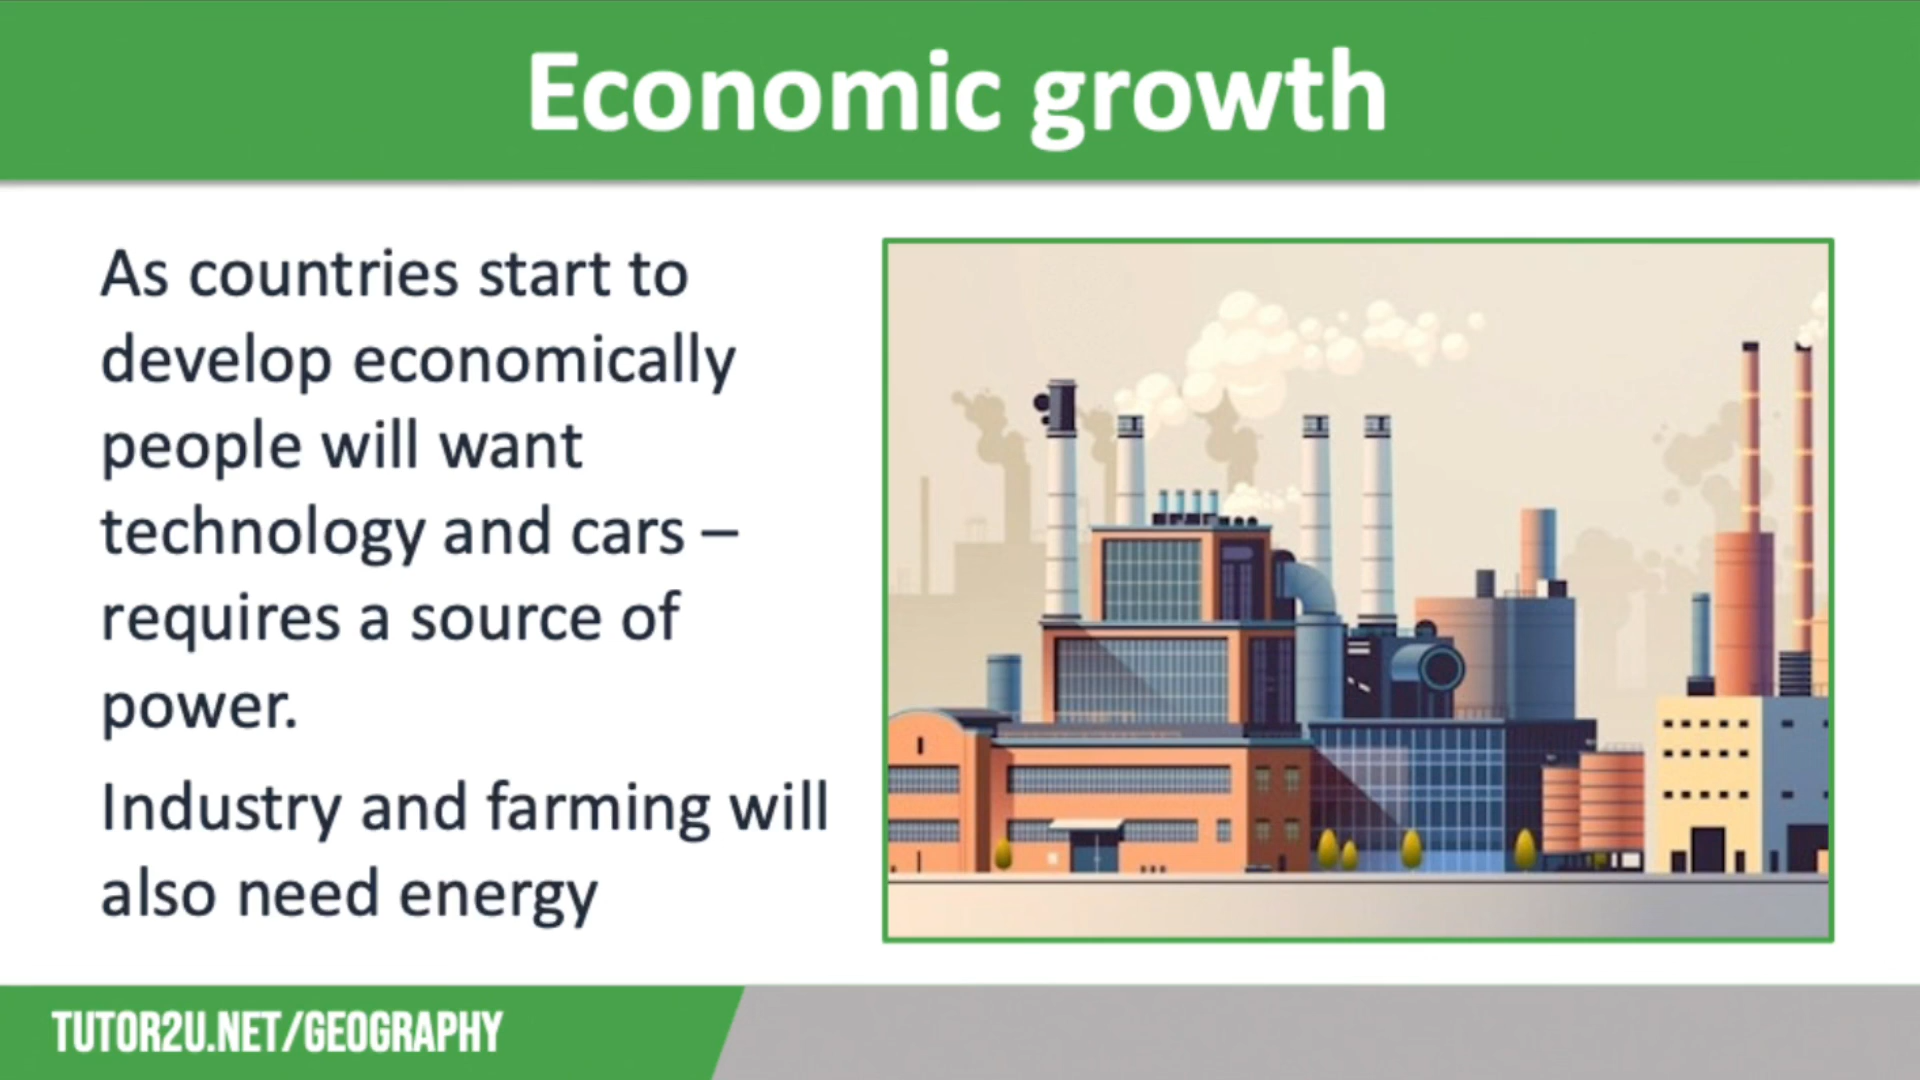 Economic growth
As countries start to
develop economically
people will want
technology and cars –
requires a source of
power.
Industry and farming will
also need energy
TUTOR2U.NET/GEOGRAPHY